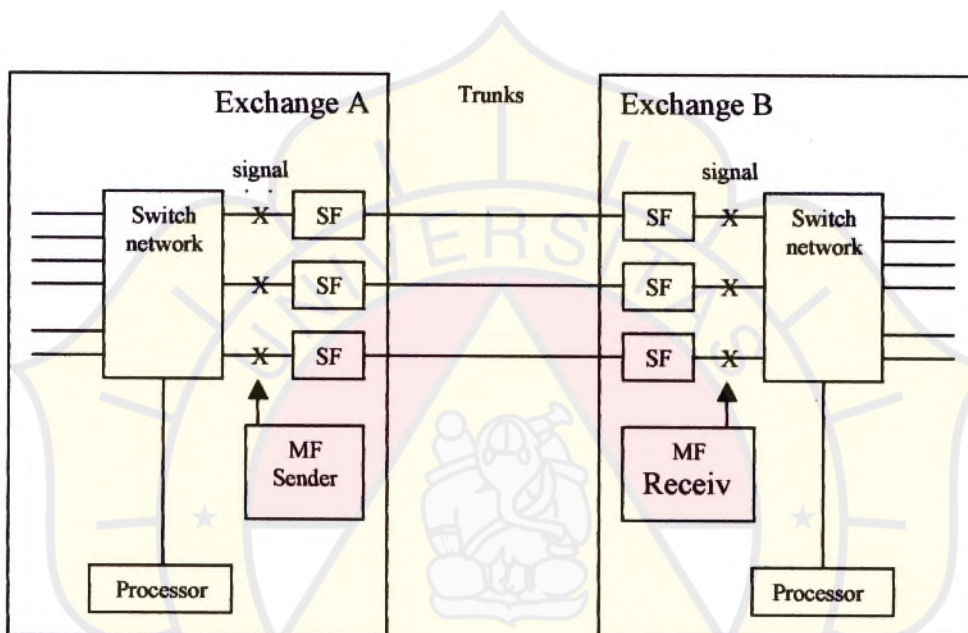 Exchange A
Trunks
Exchange B
signal
signal
Switch
network
X
SF
SF
X
Switch
network
X
SF
SF
X
X
SF
SF
X
MF
Sender
MF
Receiv
Processor
Processor
UNIVERSITAS